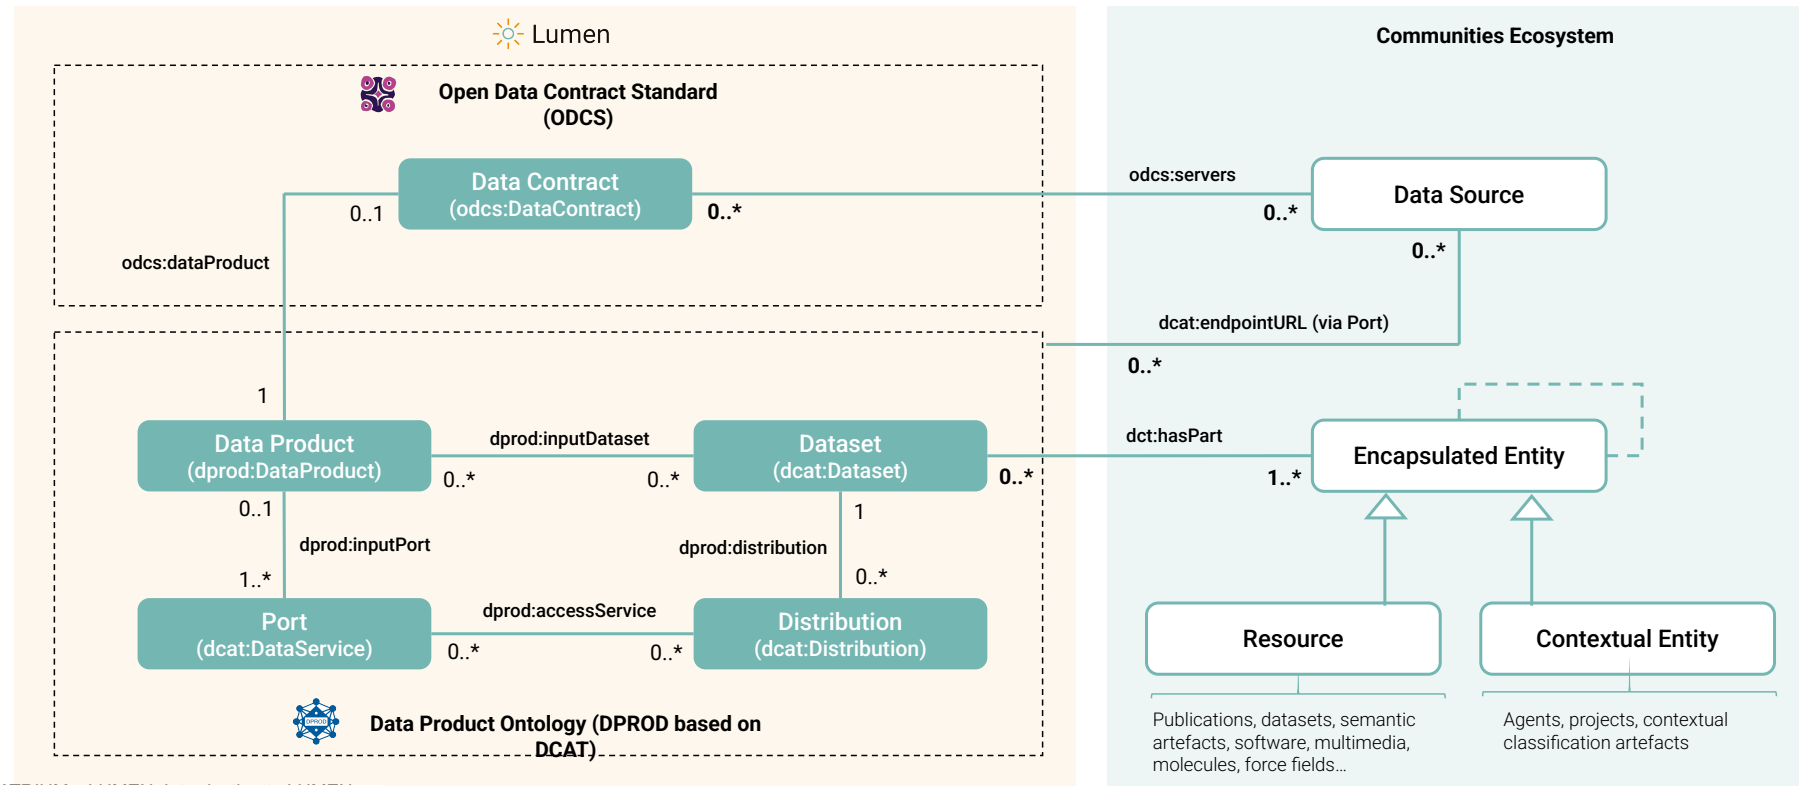 Lumen
Communities Ecosystem
Open Data Contract Standard
(ODCS)
Data Contract
(odcs:DataContract)
odcs:servers
Data Source
0..1
0..*
0..*
0..*
odcs:dataProduct
dcat:endpointURL (via Port)
0..*
1
Data Product
(dprod:DataProduct)
dprod:inputDataset
0..*
0..*
Dataset
(dcat:Dataset)
0..*
dct:hasPart
1..*
Encapsulated Entity
0..1
1
dprod:inputPort
dprod:distribution
1..*
0..*
Port
(dcat:DataService)
dprod:accessService
0..*
0..*
Distribution
(dcat:Distribution)
Resource
Contextual Entity
DPROD
Data Product Ontology (DPROD based on
DCAT)
Publications, datasets, semantic
artefacts, software, multimedia,
molecules, force fields...
Agents, projects, contextual
classification artefacts